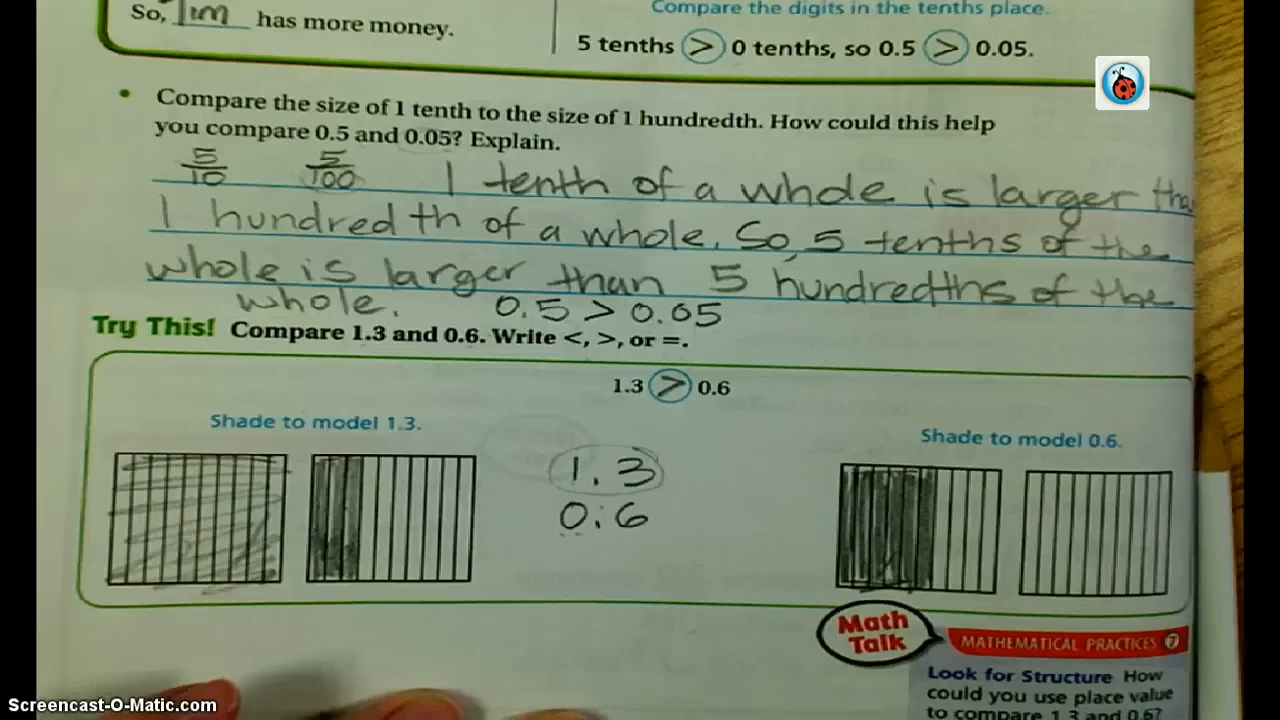 So, Tim has more money.
Compare the digits in the tenths place.
5 tenths > 0 tenths, so 0.5 > 0.05.
• Compare the size of 1 tenth to the size of 1 hundredth. How could this help
you compare 0.5 and 0.05? Explain.
5/10 5/100 1 tenth of a whole is larger than
1 hundredth of a whole. So, 5 tenths of the
whole is larger than 5 hundredths of the
whole. 0.5 > 0.05
Try This! Compare 1.3 and 0.6. Write <, >, or =.
1.3 > 0.6
Shade to model 1.3.
Shade to model 0.6.
1.3
0.6
Math
Talk
MATHEMATICAL PRACTICES 7
Look for Structure How
could you use place value
to compare 1.3 and 0.6?
Screencast-O-Matic.com